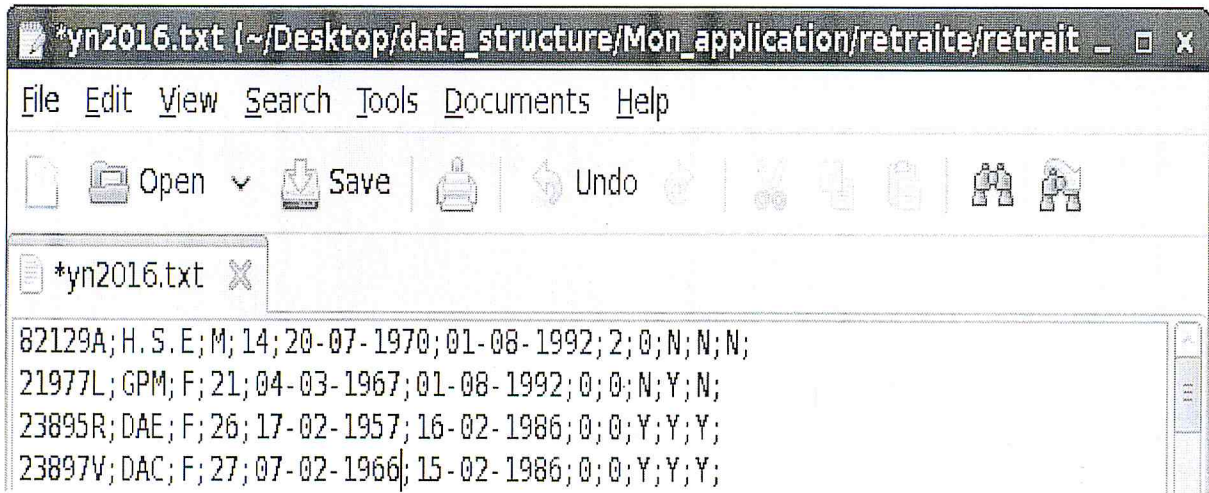 *yn2016.txt (~/Desktop/data_structure/Mon_application/retraite/retrait
File Edit View Search Tools Documents Help
Open Save Undo
*yn2016.txt
82129A;H.S.E;M;14;20-07-1970;01-08-1992;2;0;N;N;N;
21977L;GPM;F;21;04-03-1967;01-08-1992;0;0;N;Y;N;
23895R;DAE;F;26;17-02-1957;16-02-1986;0;0;Y;Y;Y;
23897V;DAC;F;27;07-02-1966;15-02-1986;0;0;Y;Y;Y;